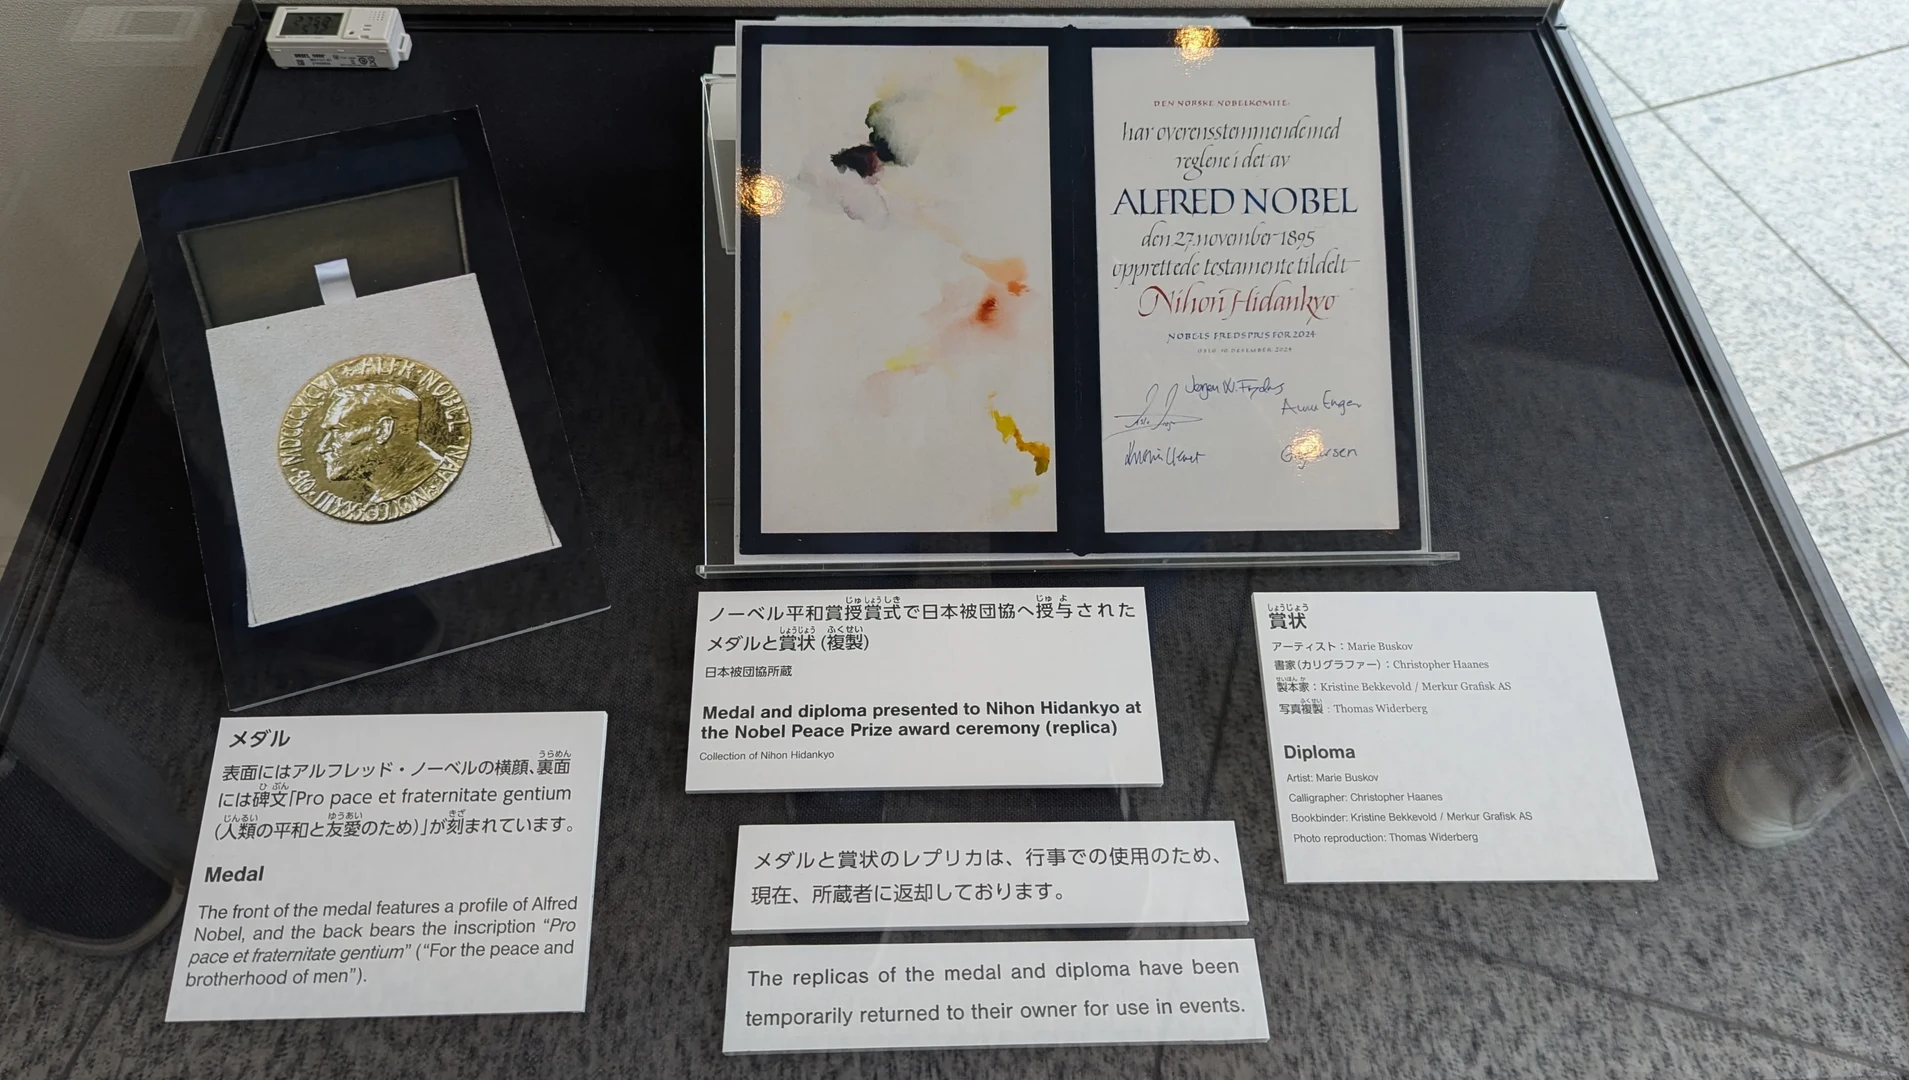 DEN NORSKE NOBELKOMITE
har overensstemmende med
reglene i det av
ALFRED NOBEL
den 27. november 1895
opprettede testamente tildelt
Nihon Hidankyo
NOBELS FREDSPRIS FOR 2024
OSLO, 10 DESEMBER 2024
ALFR · NOBEL
メダル
表面にはアルフレッド・ノーベルの横顔、裏面
には碑文「Pro pace et fraternitate gentium
(人類の平和と友愛のため)」が刻まれています。
Medal
The front of the medal features a profile of Alfred
Nobel, and the back bears the inscription “Pro
pace et fraternitate gentium” (“For the peace and
brotherhood of men”).
ノーベル平和賞授賞式で日本被団協へ授与された
メダルと賞状 (複製)
日本被団協所蔵
Medal and diploma presented to Nihon Hidankyo at
the Nobel Peace Prize award ceremony (replica)
Collection of Nihon Hidankyo
メダルと賞状のレプリカは、行事での使用のため、
現在、所蔵者に返却しております。
The replicas of the medal and diploma have been
temporarily returned to their owner for use in events.
賞状
アーティスト：Marie Buskov
書家(カリグラファー)：Christopher Haanes
製本家：Kristine Bekkevold / Merkur Grafisk AS
写真複製：Thomas Widerberg
Diploma
Artist: Marie Buskov
Calligrapher: Christopher Haanes
Bookbinder: Kristine Bekkevold / Merkur Grafisk AS
Photo reproduction: Thomas Widerberg